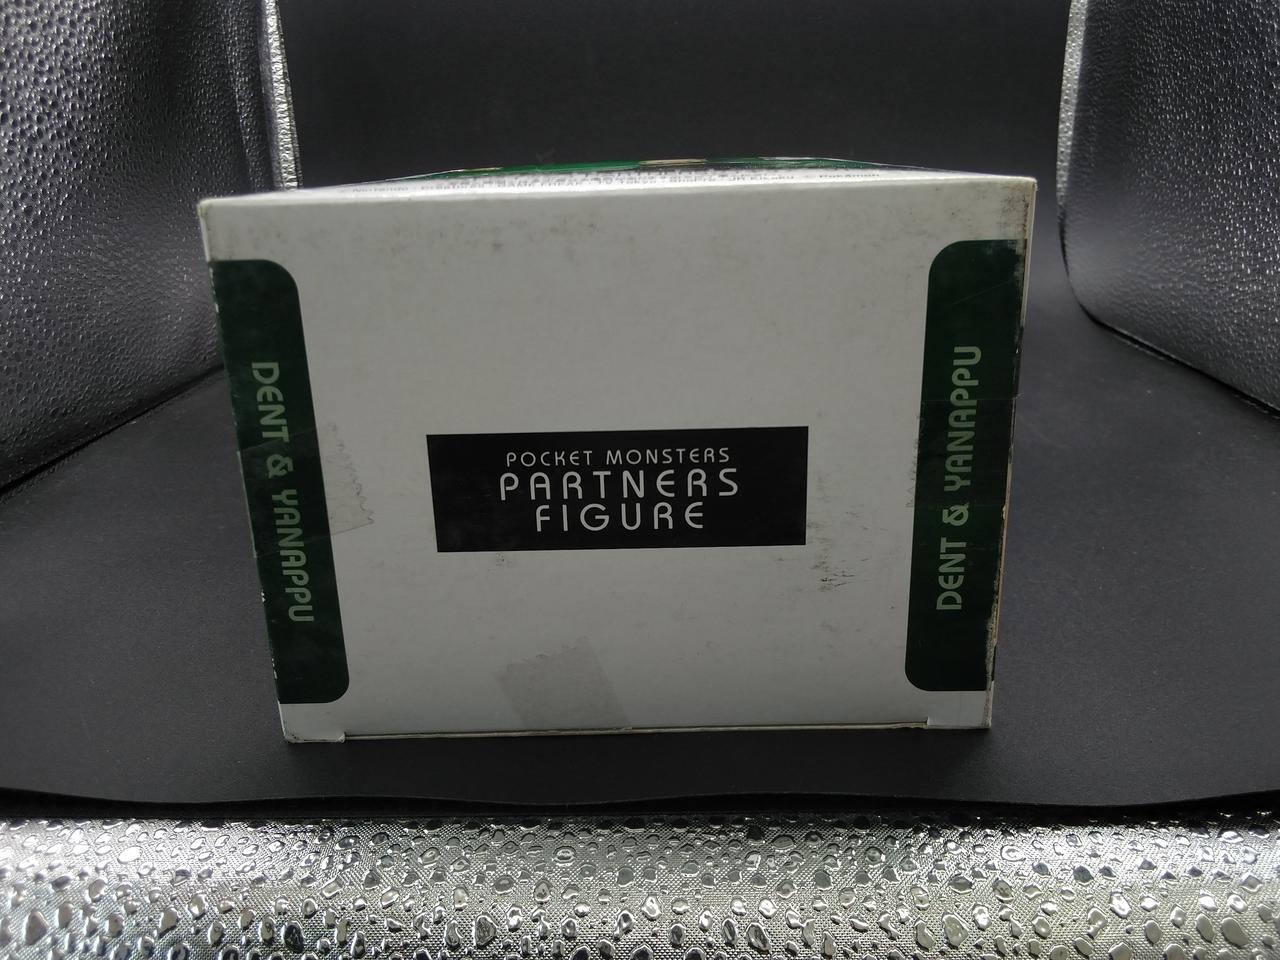 DENT & YANAPPU
POCKET MONSTERS
PARTNERS
FIGURE
DENT & YANAPPU